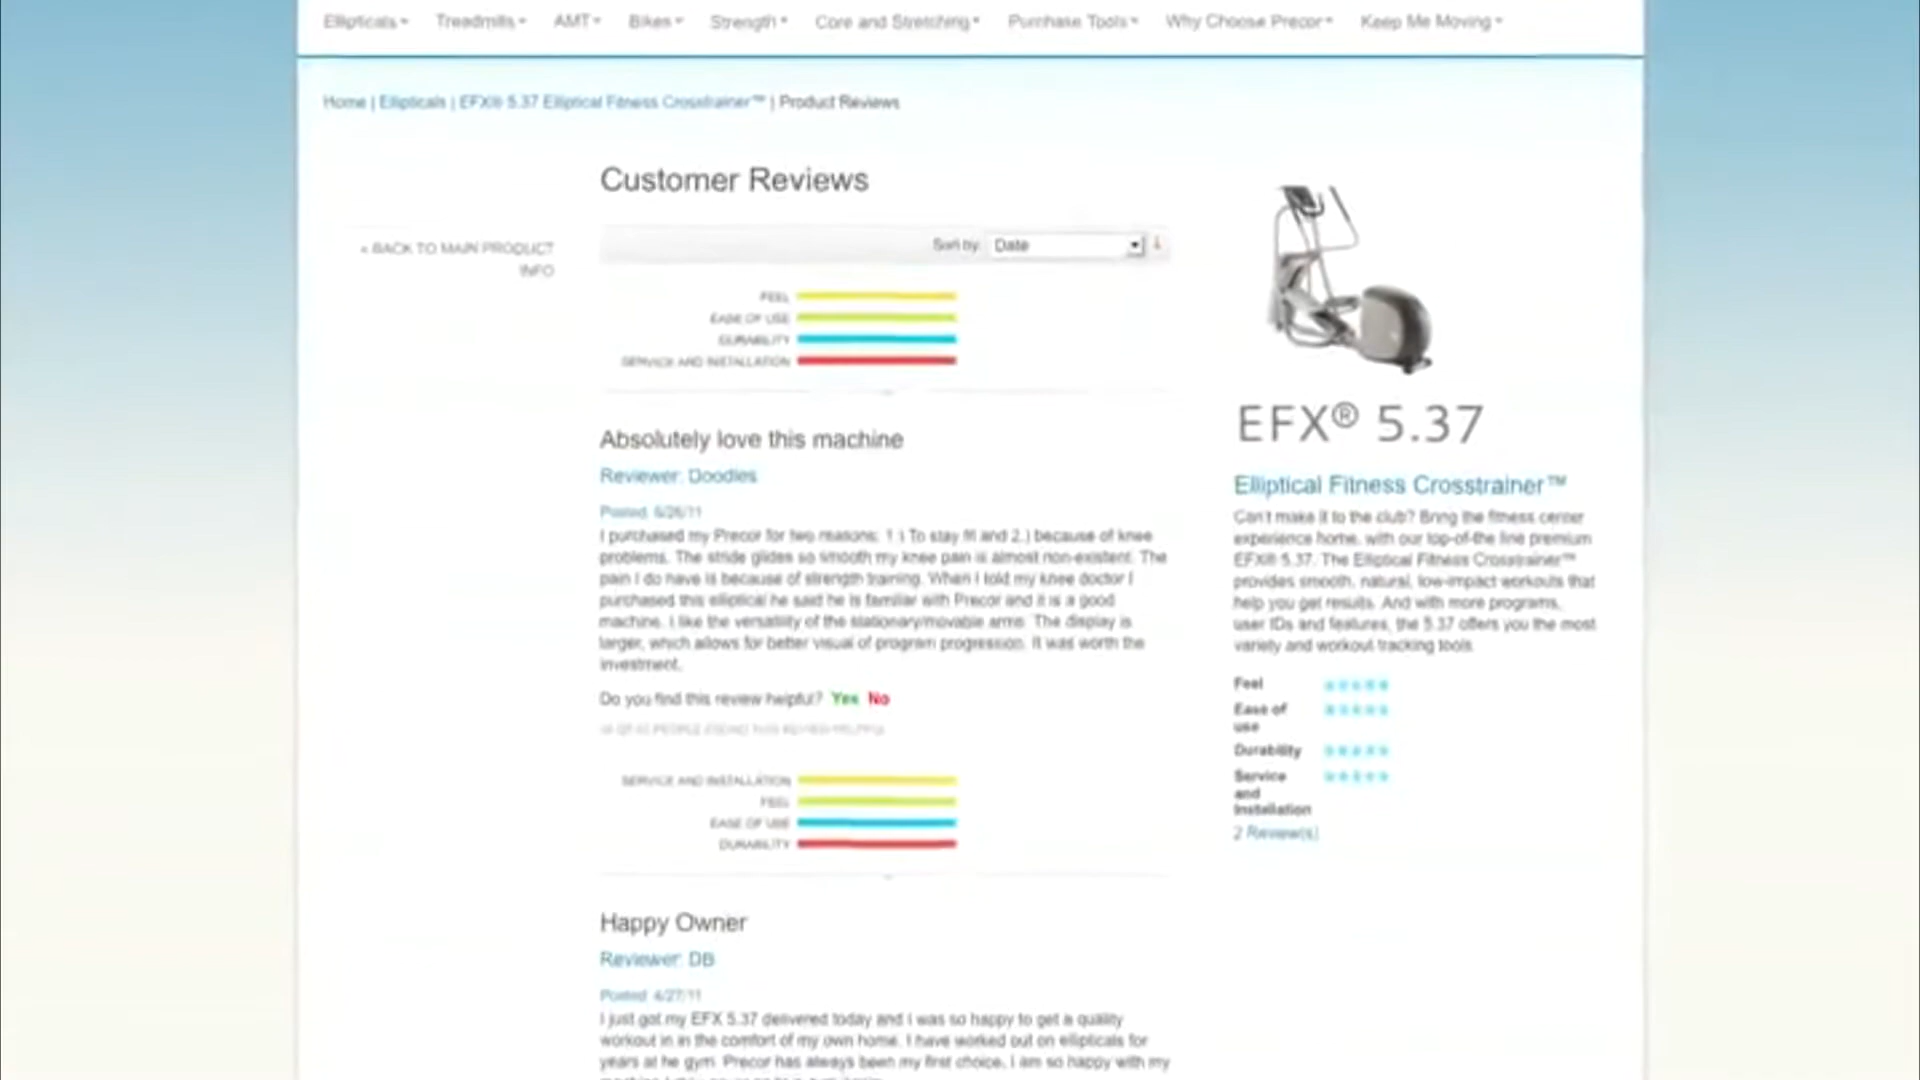 Ellipticals Treadmills AMT Bikes Strength Core and Stretching Purchase Tools Why Choose Precor Keep Me Moving
Home | Ellipticals | EFX® 5.37 Elliptical Fitness Crosstrainer™ | Product Reviews
Customer Reviews
« BACK TO MAIN PRODUCT
INFO
Sort by: Date
FEEL
EASE OF USE
DURABILITY
SERVICE AND INSTALLATION
Absolutely love this machine
Reviewer: Doodles
Posted: 6/26/11
I purchased my Precor for two reasons: 1.) To stay fit and 2.) because of knee
problems. The stride glides so smooth my knee pain is almost non-existent. The
pain I do have is because of strength training. When I told my knee doctor I
purchased this elliptical he said he is familiar with Precor and it is a good
machine. I like the versatility of the stationary/movable arms. The display is
larger, which allows for better visual of program progression. It was worth the
investment.
Do you find this review helpful? Yes No
PEOPLE FOUND THIS REVIEW HELPFUL
SERVICE AND INSTALLATION
FEEL
EASE OF USE
DURABILITY
Happy Owner
Reviewer: DB
Posted: 4/27/11
I just got my EFX 5.37 delivered today and I was so happy to get a quality
workout in in the comfort of my own home. I have worked out on ellipticals for
years at he gym. Precor has always been my first choice. I am so happy with my
EFX® 5.37
Elliptical Fitness Crosstrainer™
Can't make it to the club? Bring the fitness center
experience home, with our top-of-the line premium
EFX® 5.37. The Elliptical Fitness Crosstrainer™
provides smooth, natural, low-impact workouts that
help you get results. And with more programs,
user IDs and features, the 5.37 offers you the most
variety and workout tracking tools.
Feel
Ease of
use
Durability
Service
and
Installation
2 Review(s)